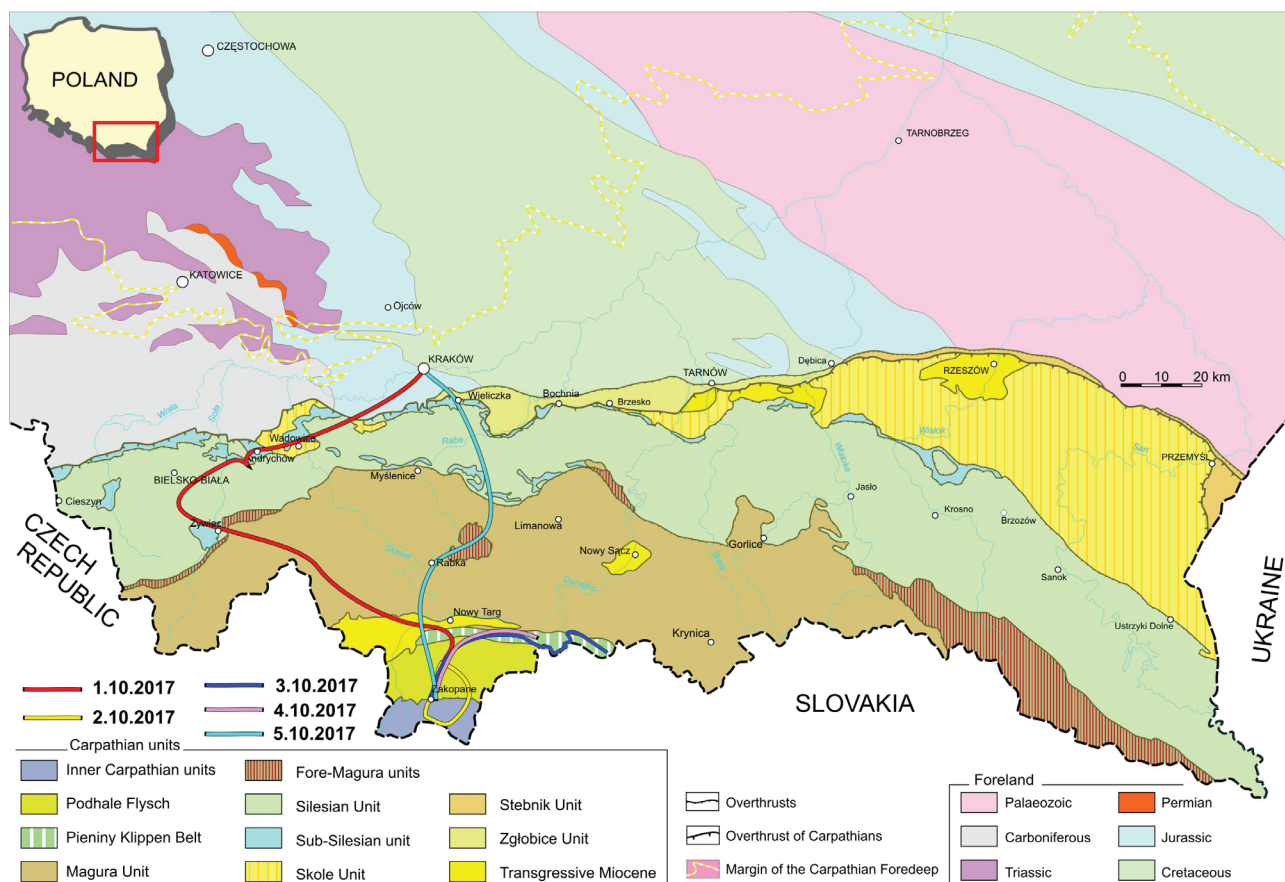 POLAND
CZĘSTOCHOWA
TARNOBRZEG
KATOWICE
Ojców
KRAKÓW
Dębica
TARNÓW
RZESZÓW
0 10 20 km
Wieliczka
Bochnia
Brzesko
Wisła
Soła
Wadowice
Andrychów
Raba
Wisłoka
Wisłok
San
PRZEMYŚL
BIELSKO-BIAŁA
Myślenice
Cieszyn
Jasło
Krosno
Brzozów
Żywiec
Limanowa
Gorlice
CZECH
REPUBLIC
Skawa
Rabka
Nowy Sącz
Biała
Sanok
Dunajec
UKRAINE
Nowy Targ
Krynica
Ustrzyki Dolne
Zakopane
SLOVAKIA
1.10.2017
2.10.2017
3.10.2017
4.10.2017
5.10.2017
Carpathian units
Inner Carpathian units
Podhale Flysch
Pieniny Klippen Belt
Magura Unit
Fore-Magura units
Silesian Unit
Sub-Silesian unit
Skole Unit
Stebnik Unit
Zgłobice Unit
Transgressive Miocene
Overthrusts
Overthrust of Carpathians
Margin of the Carpathian Foredeep
Foreland
Palaeozoic
Carboniferous
Triassic
Permian
Jurassic
Cretaceous